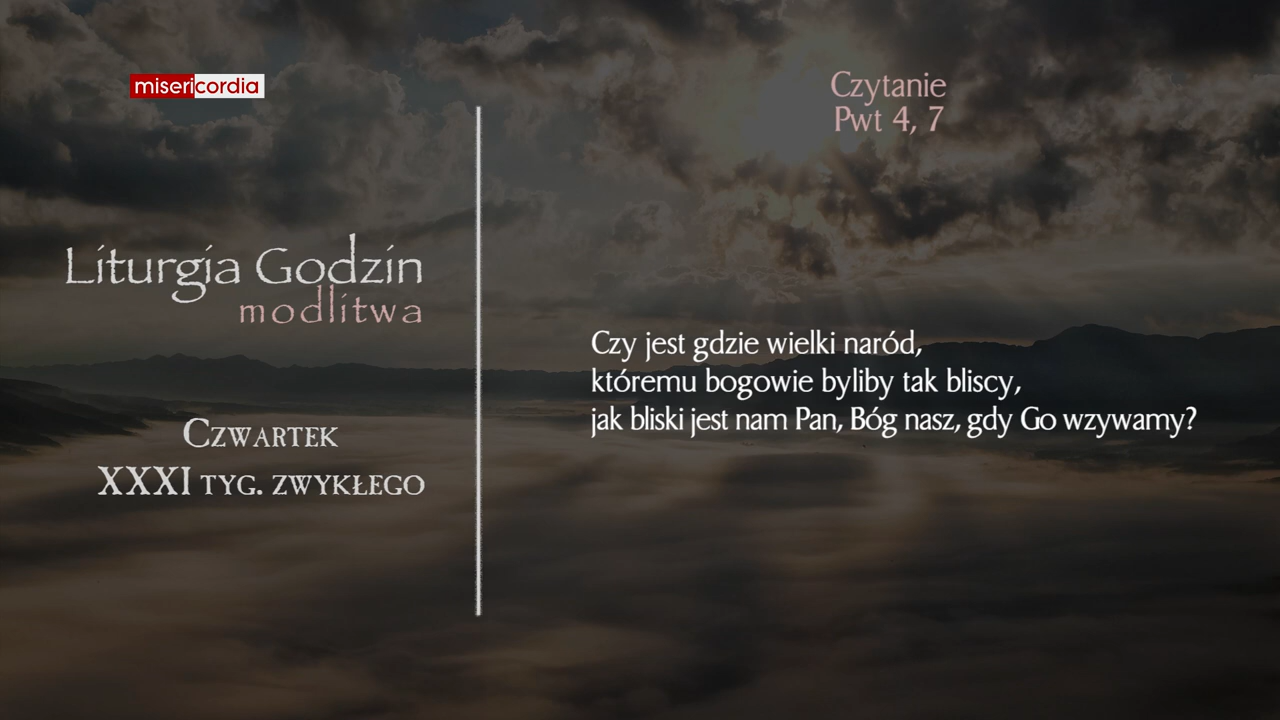 misericordia
Liturgia Godzin
modlitwa
Czwartek
XXXI tyg. zwykłego
Czytanie
Pwt 4, 7
Czy jest gdzie wielki naród,
któremu bogowie byliby tak bliscy,
jak bliski jest nam Pan, Bóg nasz, gdy Go wzywamy?